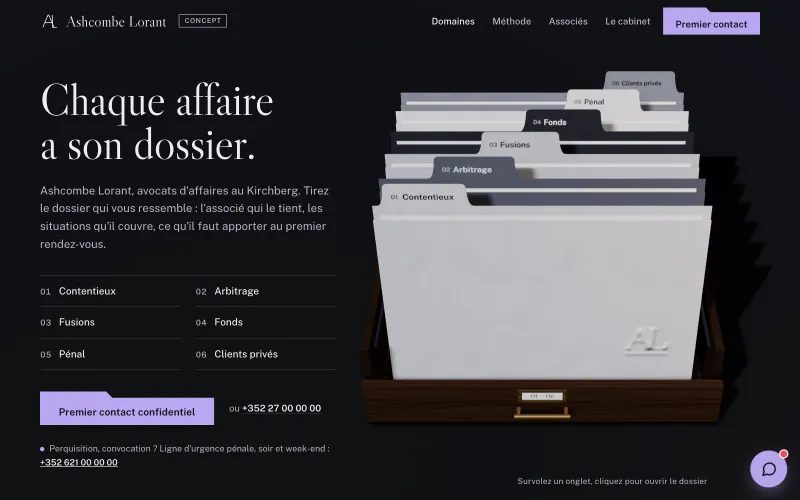 AL Ashcombe Lorant CONCEPT
Domaines Méthode Associés Le cabinet Premier contact
Chaque affaire
a son dossier.
Ashcombe Lorant, avocats d'affaires au Kirchberg. Tirez
le dossier qui vous ressemble : l'associé qui le tient, les
situations qu'il couvre, ce qu'il faut apporter au premier
rendez-vous.
01 Contentieux 02 Arbitrage
03 Fusions 04 Fonds
05 Pénal 06 Clients privés
Premier contact confidentiel ou +352 27 00 00 00
Perquisition, convocation ? Ligne d'urgence pénale, soir et week-end :
+352 621 00 00 00
06 Clients privés
05 Pénal
04 Fonds
03 Fusions
02 Arbitrage
01 Contentieux
AL
01 – 06
Survolez un onglet, cliquez pour ouvrir le dossier